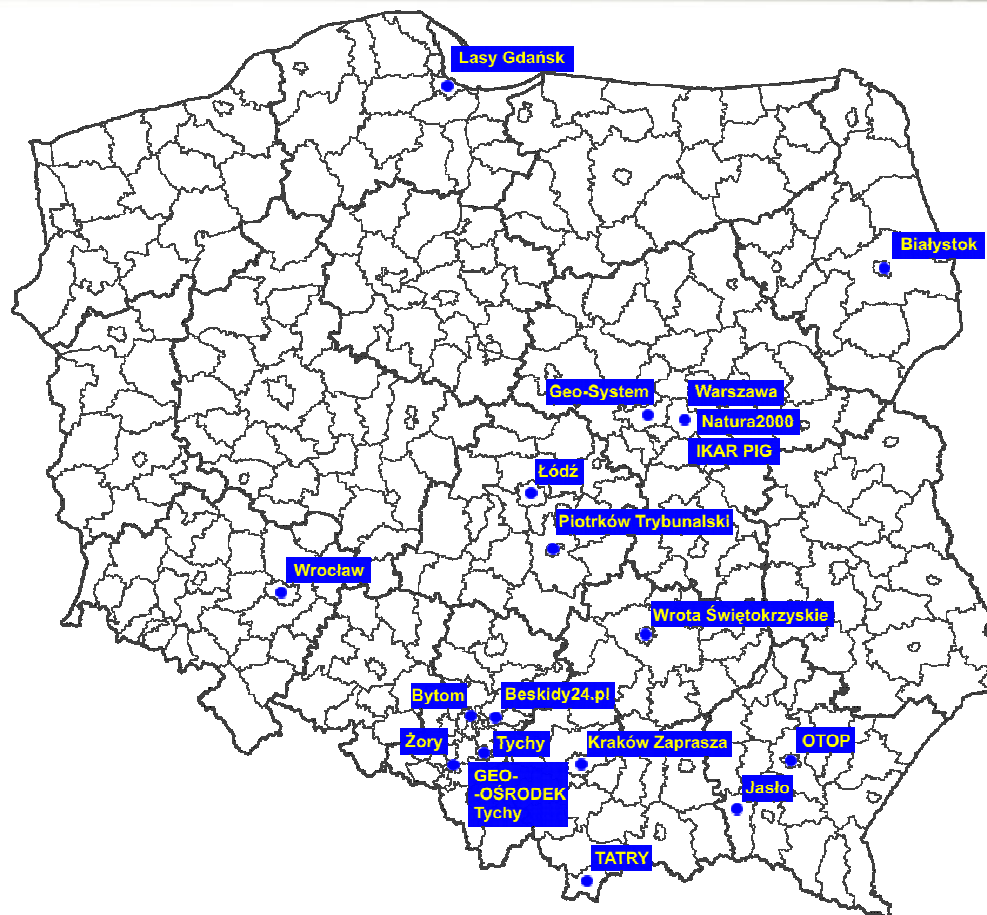 Lasy Gdańsk
Białystok
Geo-System
Warszawa
Natura2000
IKAR PIG
Łódź
Piotrków Trybunalski
Wrocław
Wrota Świętokrzyskie
Bytom
Beskidy24.pl
Żory
Tychy
Kraków Zaprasza
OTOP
GEO-
-OŚRODEK
Tychy
Jasło
TATRY